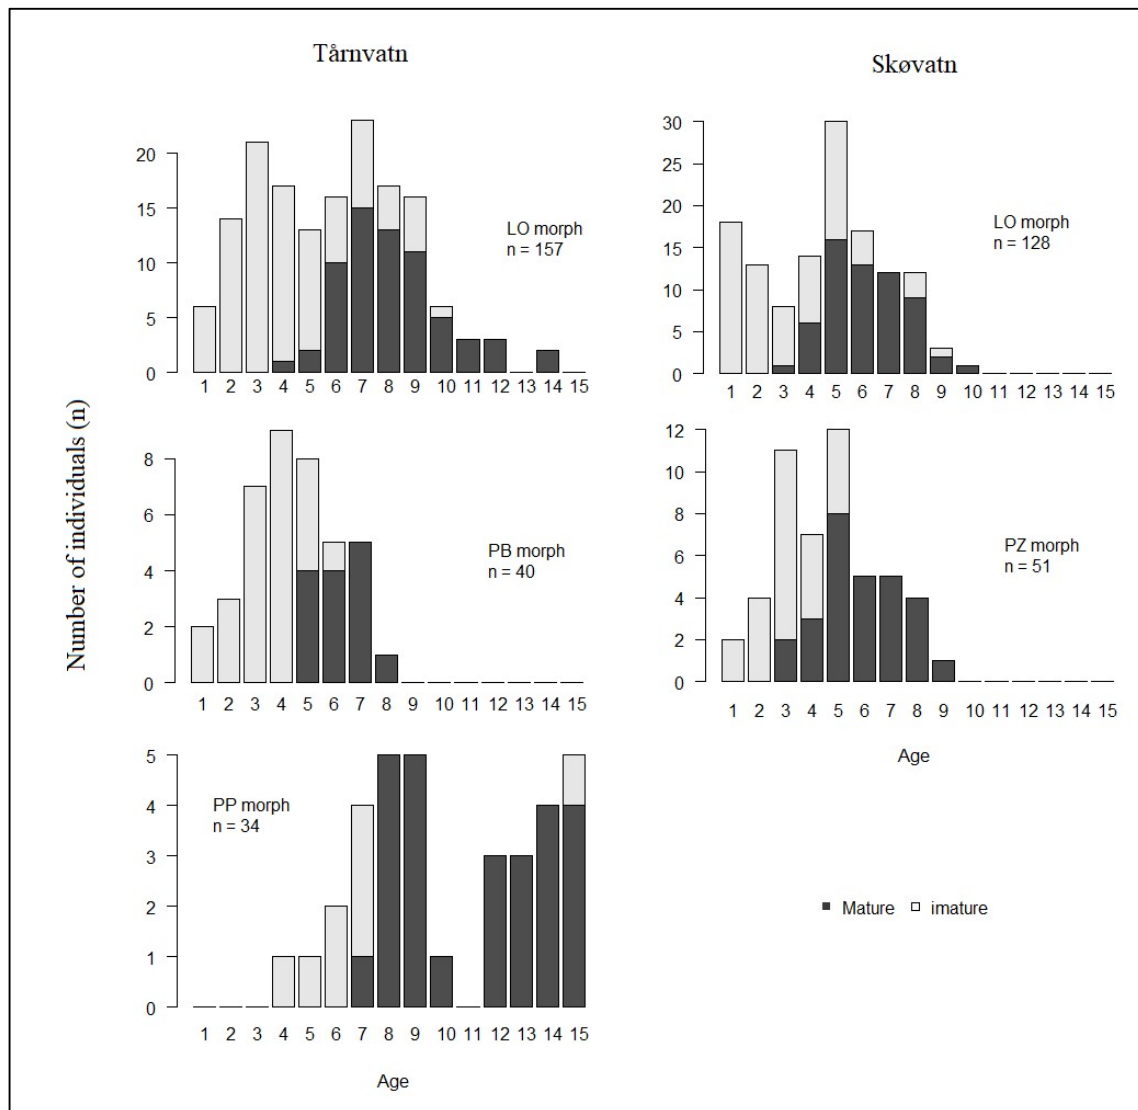 Tårnvatn
Skøvatn
Number of individuals (n)
20
15
10
5
0
LO morph
n = 157
1 2 3 4 5 6 7 8 9 10 11 12 13 14 15
30
25
20
15
10
5
0
LO morph
n = 128
1 2 3 4 5 6 7 8 9 10 11 12 13 14 15
8
6
4
2
0
PB morph
n = 40
1 2 3 4 5 6 7 8 9 10 11 12 13 14 15
12
10
8
6
4
2
0
PZ morph
n = 51
1 2 3 4 5 6 7 8 9 10 11 12 13 14 15
Age
5
4
3
2
1
0
PP morph
n = 34
1 2 3 4 5 6 7 8 9 10 11 12 13 14 15
Age
Mature imature